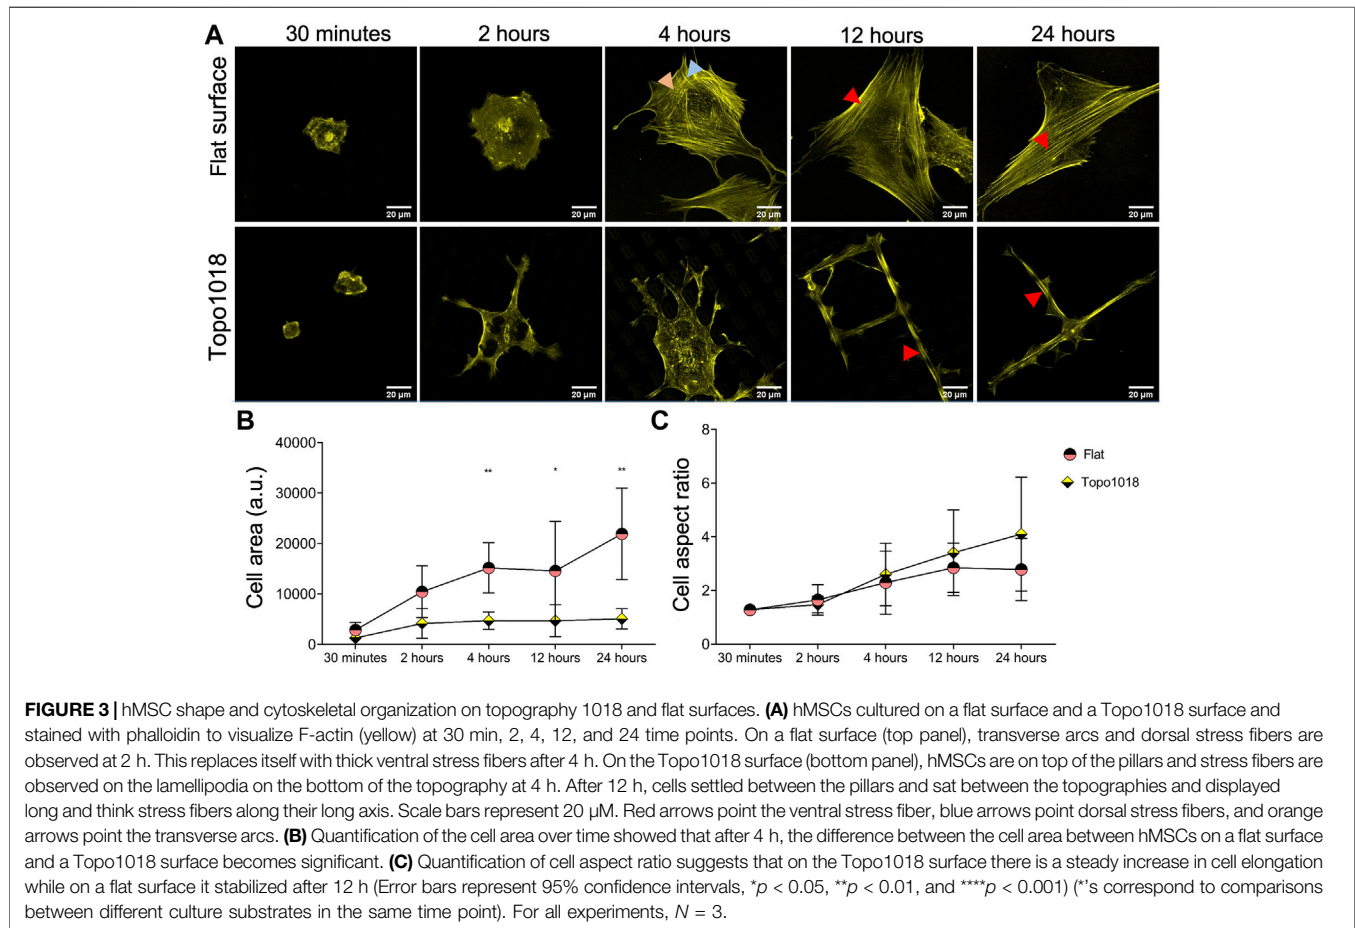 A
30 minutes
2 hours
4 hours
12 hours
24 hours
Flat surface
20 µm
20 µm
20 µm
20 µm
20 µm
Topo1018
20 µm
20 µm
20 µm
20 µm
20 µm
B
Cell area (a.u.)
40000
30000
20000
10000
0
**
*
**
30 minutes
2 hours
4 hours
12 hours
24 hours
C
Cell aspect ratio
8
6
4
2
0
30 minutes
2 hours
4 hours
12 hours
24 hours
Flat
Topo1018
FIGURE 3 | hMSC shape and cytoskeletal organization on topography 1018 and flat surfaces. (A) hMSCs cultured on a flat surface and a Topo1018 surface and
stained with phalloidin to visualize F-actin (yellow) at 30 min, 2, 4, 12, and 24 time points. On a flat surface (top panel), transverse arcs and dorsal stress fibers are
observed at 2 h. This replaces itself with thick ventral stress fibers after 4 h. On the Topo1018 surface (bottom panel), hMSCs are on top of the pillars and stress fibers are
observed on the lamellipodia on the bottom of the topography at 4 h. After 12 h, cells settled between the pillars and sat between the topographies and displayed
long and think stress fibers along their long axis. Scale bars represent 20 µM. Red arrows point the ventral stress fiber, blue arrows point dorsal stress fibers, and orange
arrows point the transverse arcs. (B) Quantification of the cell area over time showed that after 4 h, the difference between the cell area between hMSCs on a flat surface
and a Topo1018 surface becomes significant. (C) Quantification of cell aspect ratio suggests that on the Topo1018 surface there is a steady increase in cell elongation
while on a flat surface it stabilized after 12 h (Error bars represent 95% confidence intervals, *p < 0.05, **p < 0.01, and ****p < 0.001) (*'s correspond to comparisons
between different culture substrates in the same time point). For all experiments, N = 3.